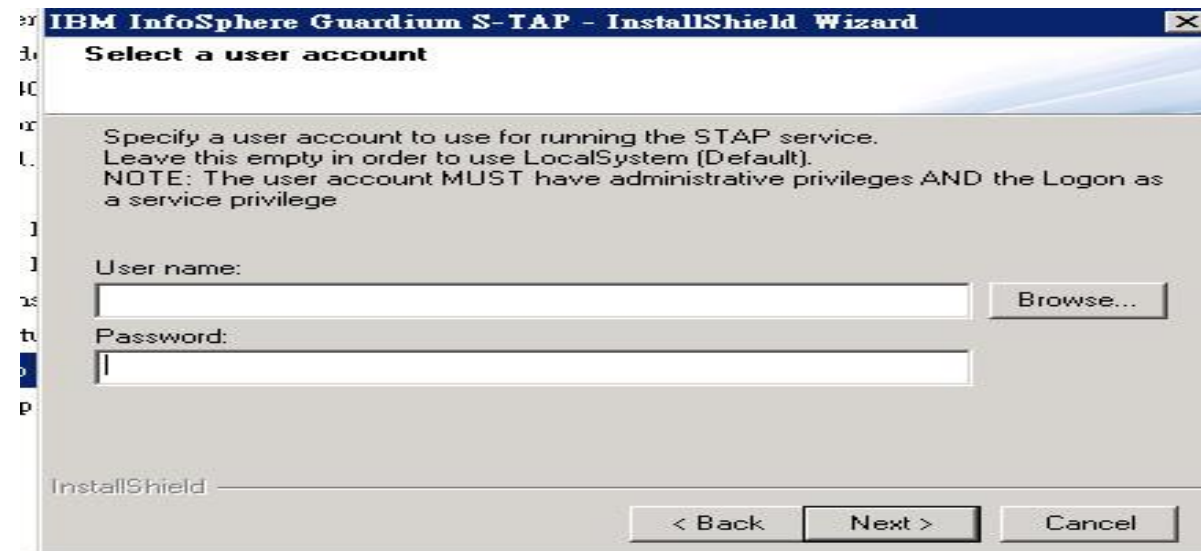 IBM InfoSphere Guardium S-TAP - InstallShield Wizard
Select a user account
Specify a user account to use for running the STAP service.
Leave this empty in order to use LocalSystem (Default).
NOTE: The user account MUST have administrative privileges AND the Logon as
a service privilege
User name:
Browse...
Password:
InstallShield
< Back
Next >
Cancel